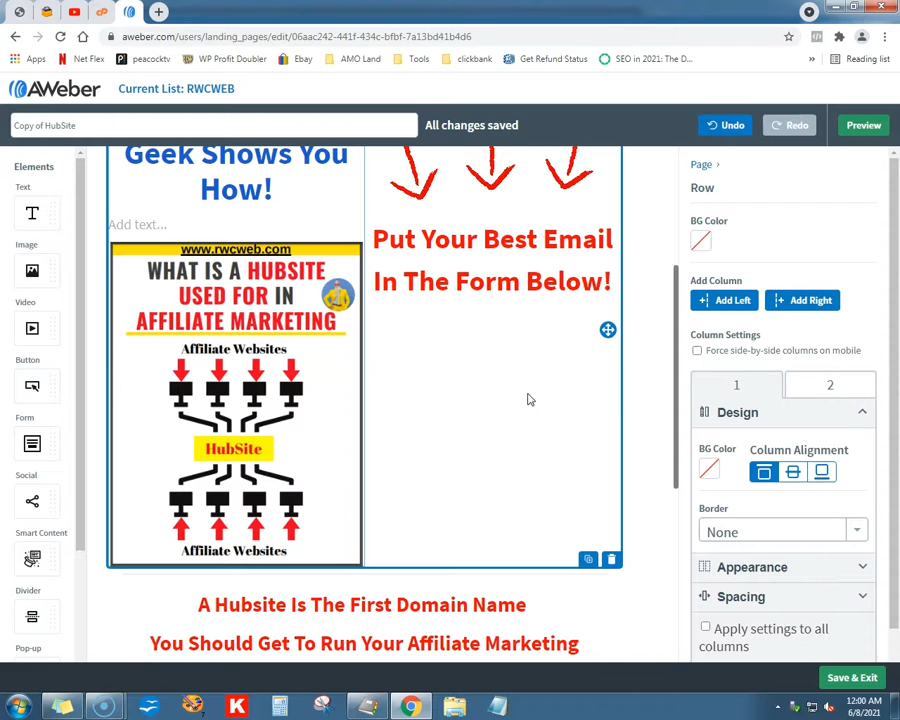 aweber.com/users/landing_pages/edit/06aac242-441f-434c-bfbf-7a13bd41b4d6
Apps
Net Flex
peacocktv
WP Profit Doubler
Ebay
AMO Land
Tools
clickbank
Get Refund Status
SEO in 2021: The D...
»
Reading list
AWeber
Current List: RWCWEB
Copy of HubSite
All changes saved
Undo
Redo
Preview
Elements
Text
Image
Video
Button
Form
Social
Smart Content
Divider
Pop-up
Geek Shows You
How!
Add text...
www.rwcweb.com
WHAT IS A HUBSITE
USED FOR IN
AFFILIATE MARKETING
Affiliate Websites
HubSite
Affiliate Websites
Put Your Best Email
In The Form Below!
A Hubsite Is The First Domain Name
You Should Get To Run Your Affiliate Marketing
Page ›
Row
BG Color
Add Column
Add Left
Add Right
Column Settings
Force side-by-side columns on mobile
1
2
Design
BG Color
Column Alignment
Border
None
Appearance
Spacing
Apply settings to all
columns
Save & Exit
12:00 AM
6/8/2021